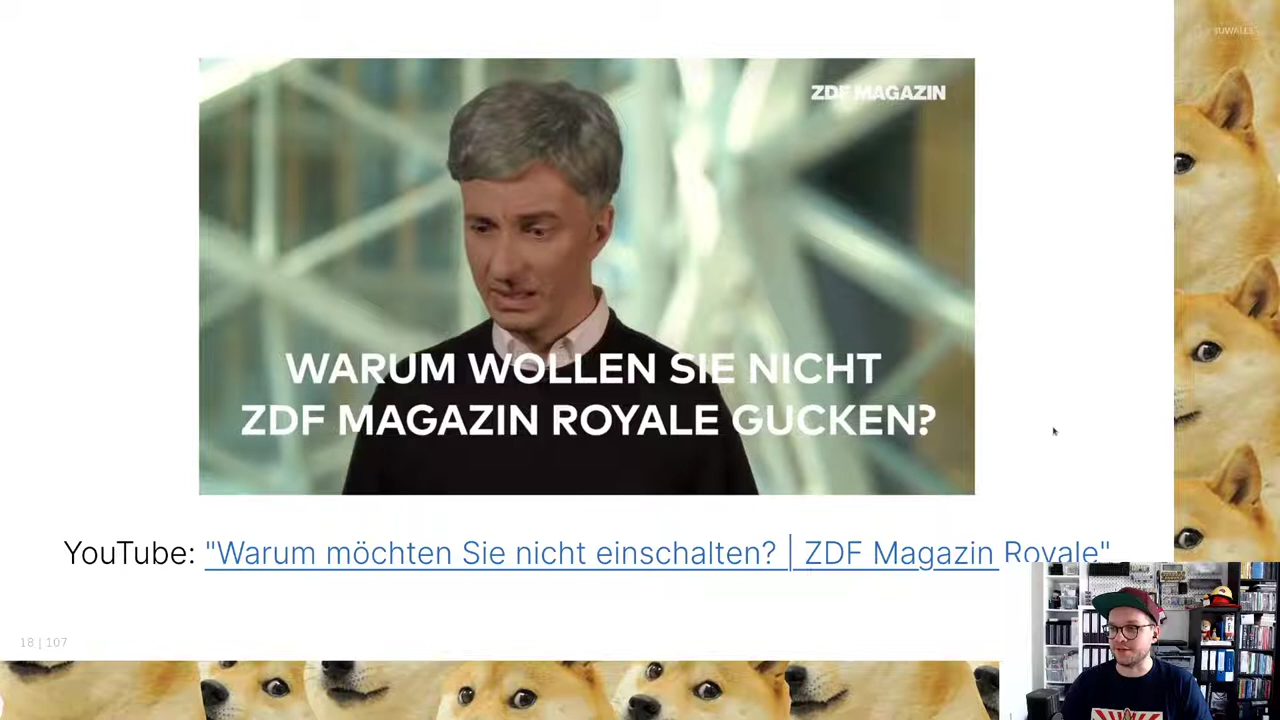 ZDF MAGAZIN
WARUM WOLLEN SIE NICHT
ZDF MAGAZIN ROYALE GUCKEN?
YouTube: "Warum möchten Sie nicht einschalten? | ZDF Magazin Royale"
18 | 107